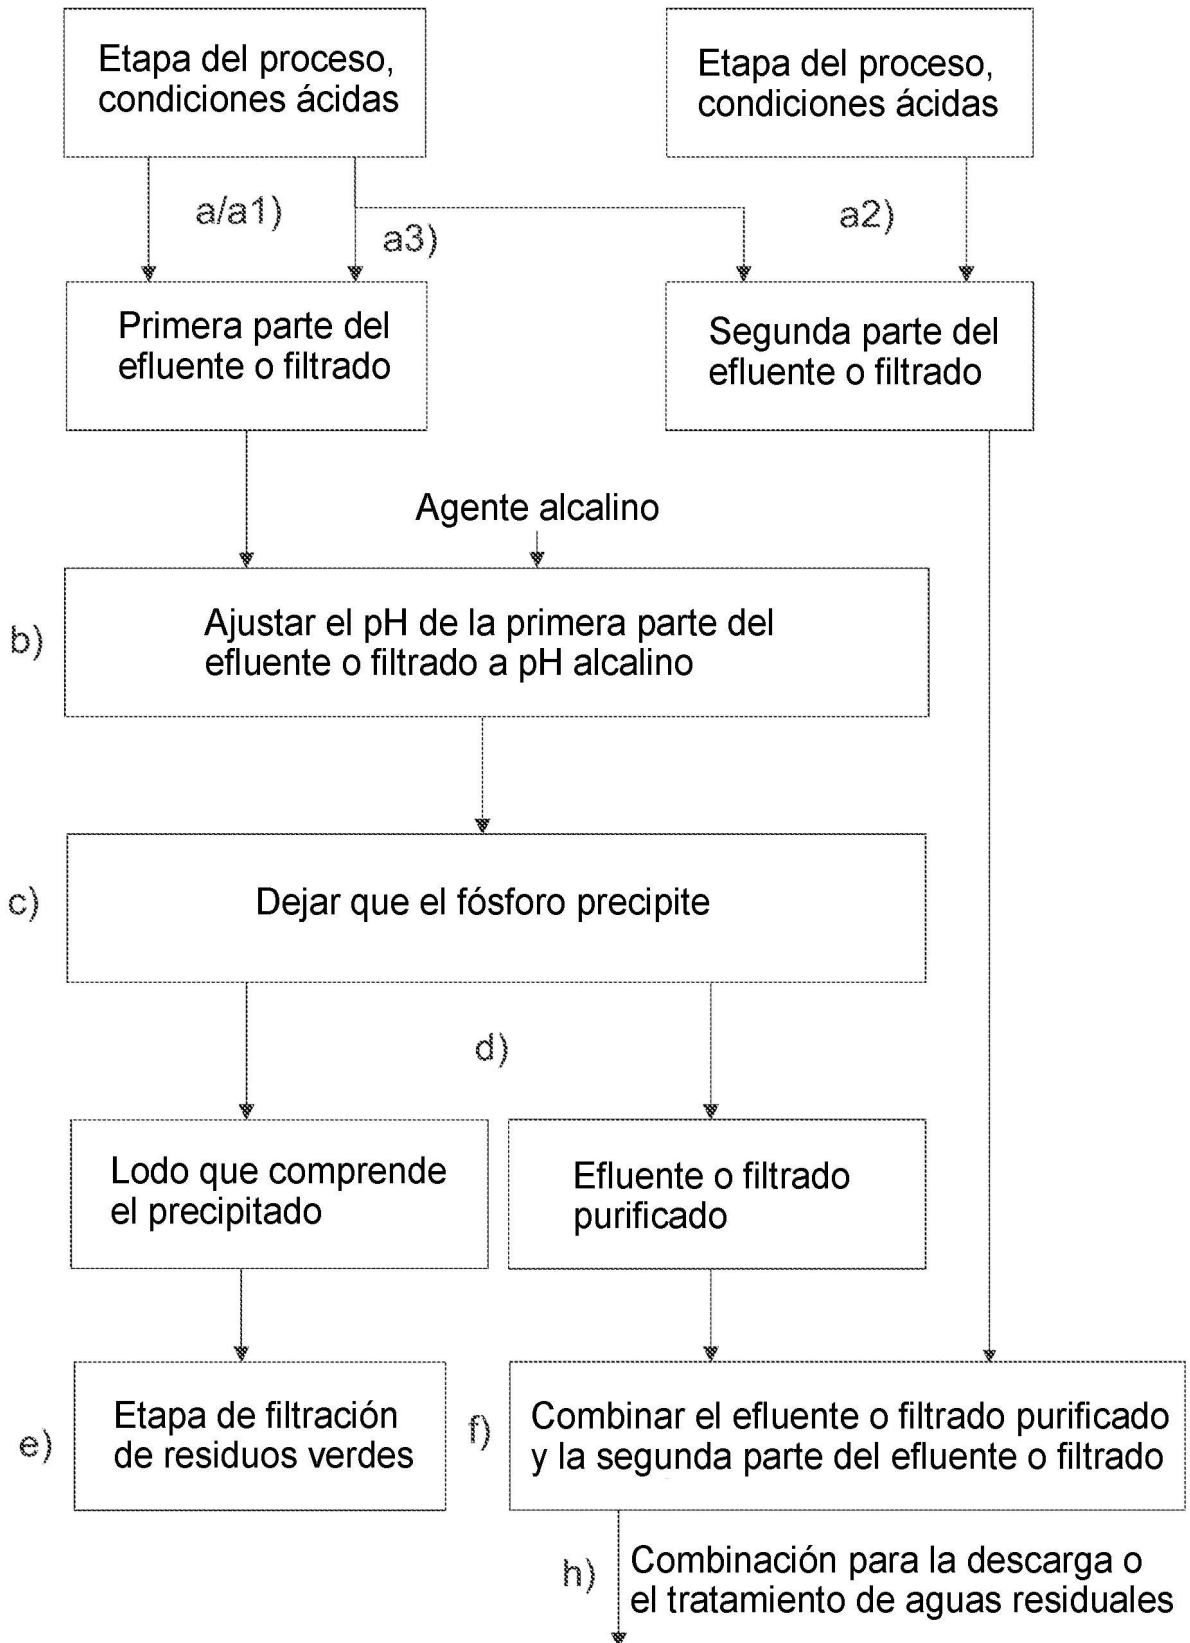 Etapa del proceso,
condiciones ácidas
Etapa del proceso,
condiciones ácidas
a/a1)
a3)
a2)
Primera parte del
efluente o filtrado
Segunda parte del
efluente o filtrado
Agente alcalino
b)
Ajustar el pH de la primera parte del
efluente o filtrado a pH alcalino
c)
Dejar que el fósforo precipite
d)
Lodo que comprende
el precipitado
Efluente o filtrado
purificado
e)
Etapa de filtración
de residuos verdes
f)
Combinar el efluente o filtrado purificado
y la segunda parte del efluente o filtrado
h)
Combinación para la descarga o
el tratamiento de aguas residuales